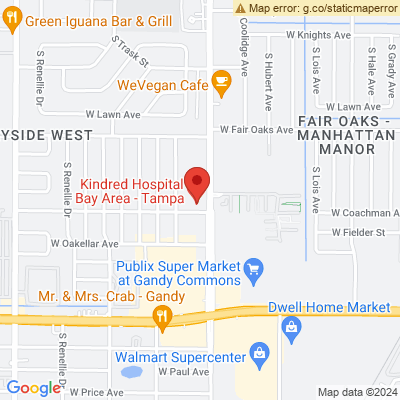 Map error: g.co/staticmaperror
Green Iguana Bar & Grill
S Trask St
Coolidge Ave
W Knights Ave
S Renellie Dr
S Hubert Ave
S Lois Ave
S Hale Ave
S Grady Ave
WeVegan Cafe
W Lawn Ave
W Lawn Ave
YSIDE WEST
W Fair Oaks Ave
FAIR OAKS -
MANHATTAN
MANOR
Kindred Hospital
Bay Area - Tampa
S Renellie Dr
S Lois Ave
W Coachman A
W Fielder St
W Oakellar Ave
Publix Super Market
at Gandy Commons
Mr. & Mrs. Crab - Gandy
Dwell Home Market
S Renellie Dr
Walmart Supercenter
W Paul Ave
W Price Ave
Google
Map data ©2024